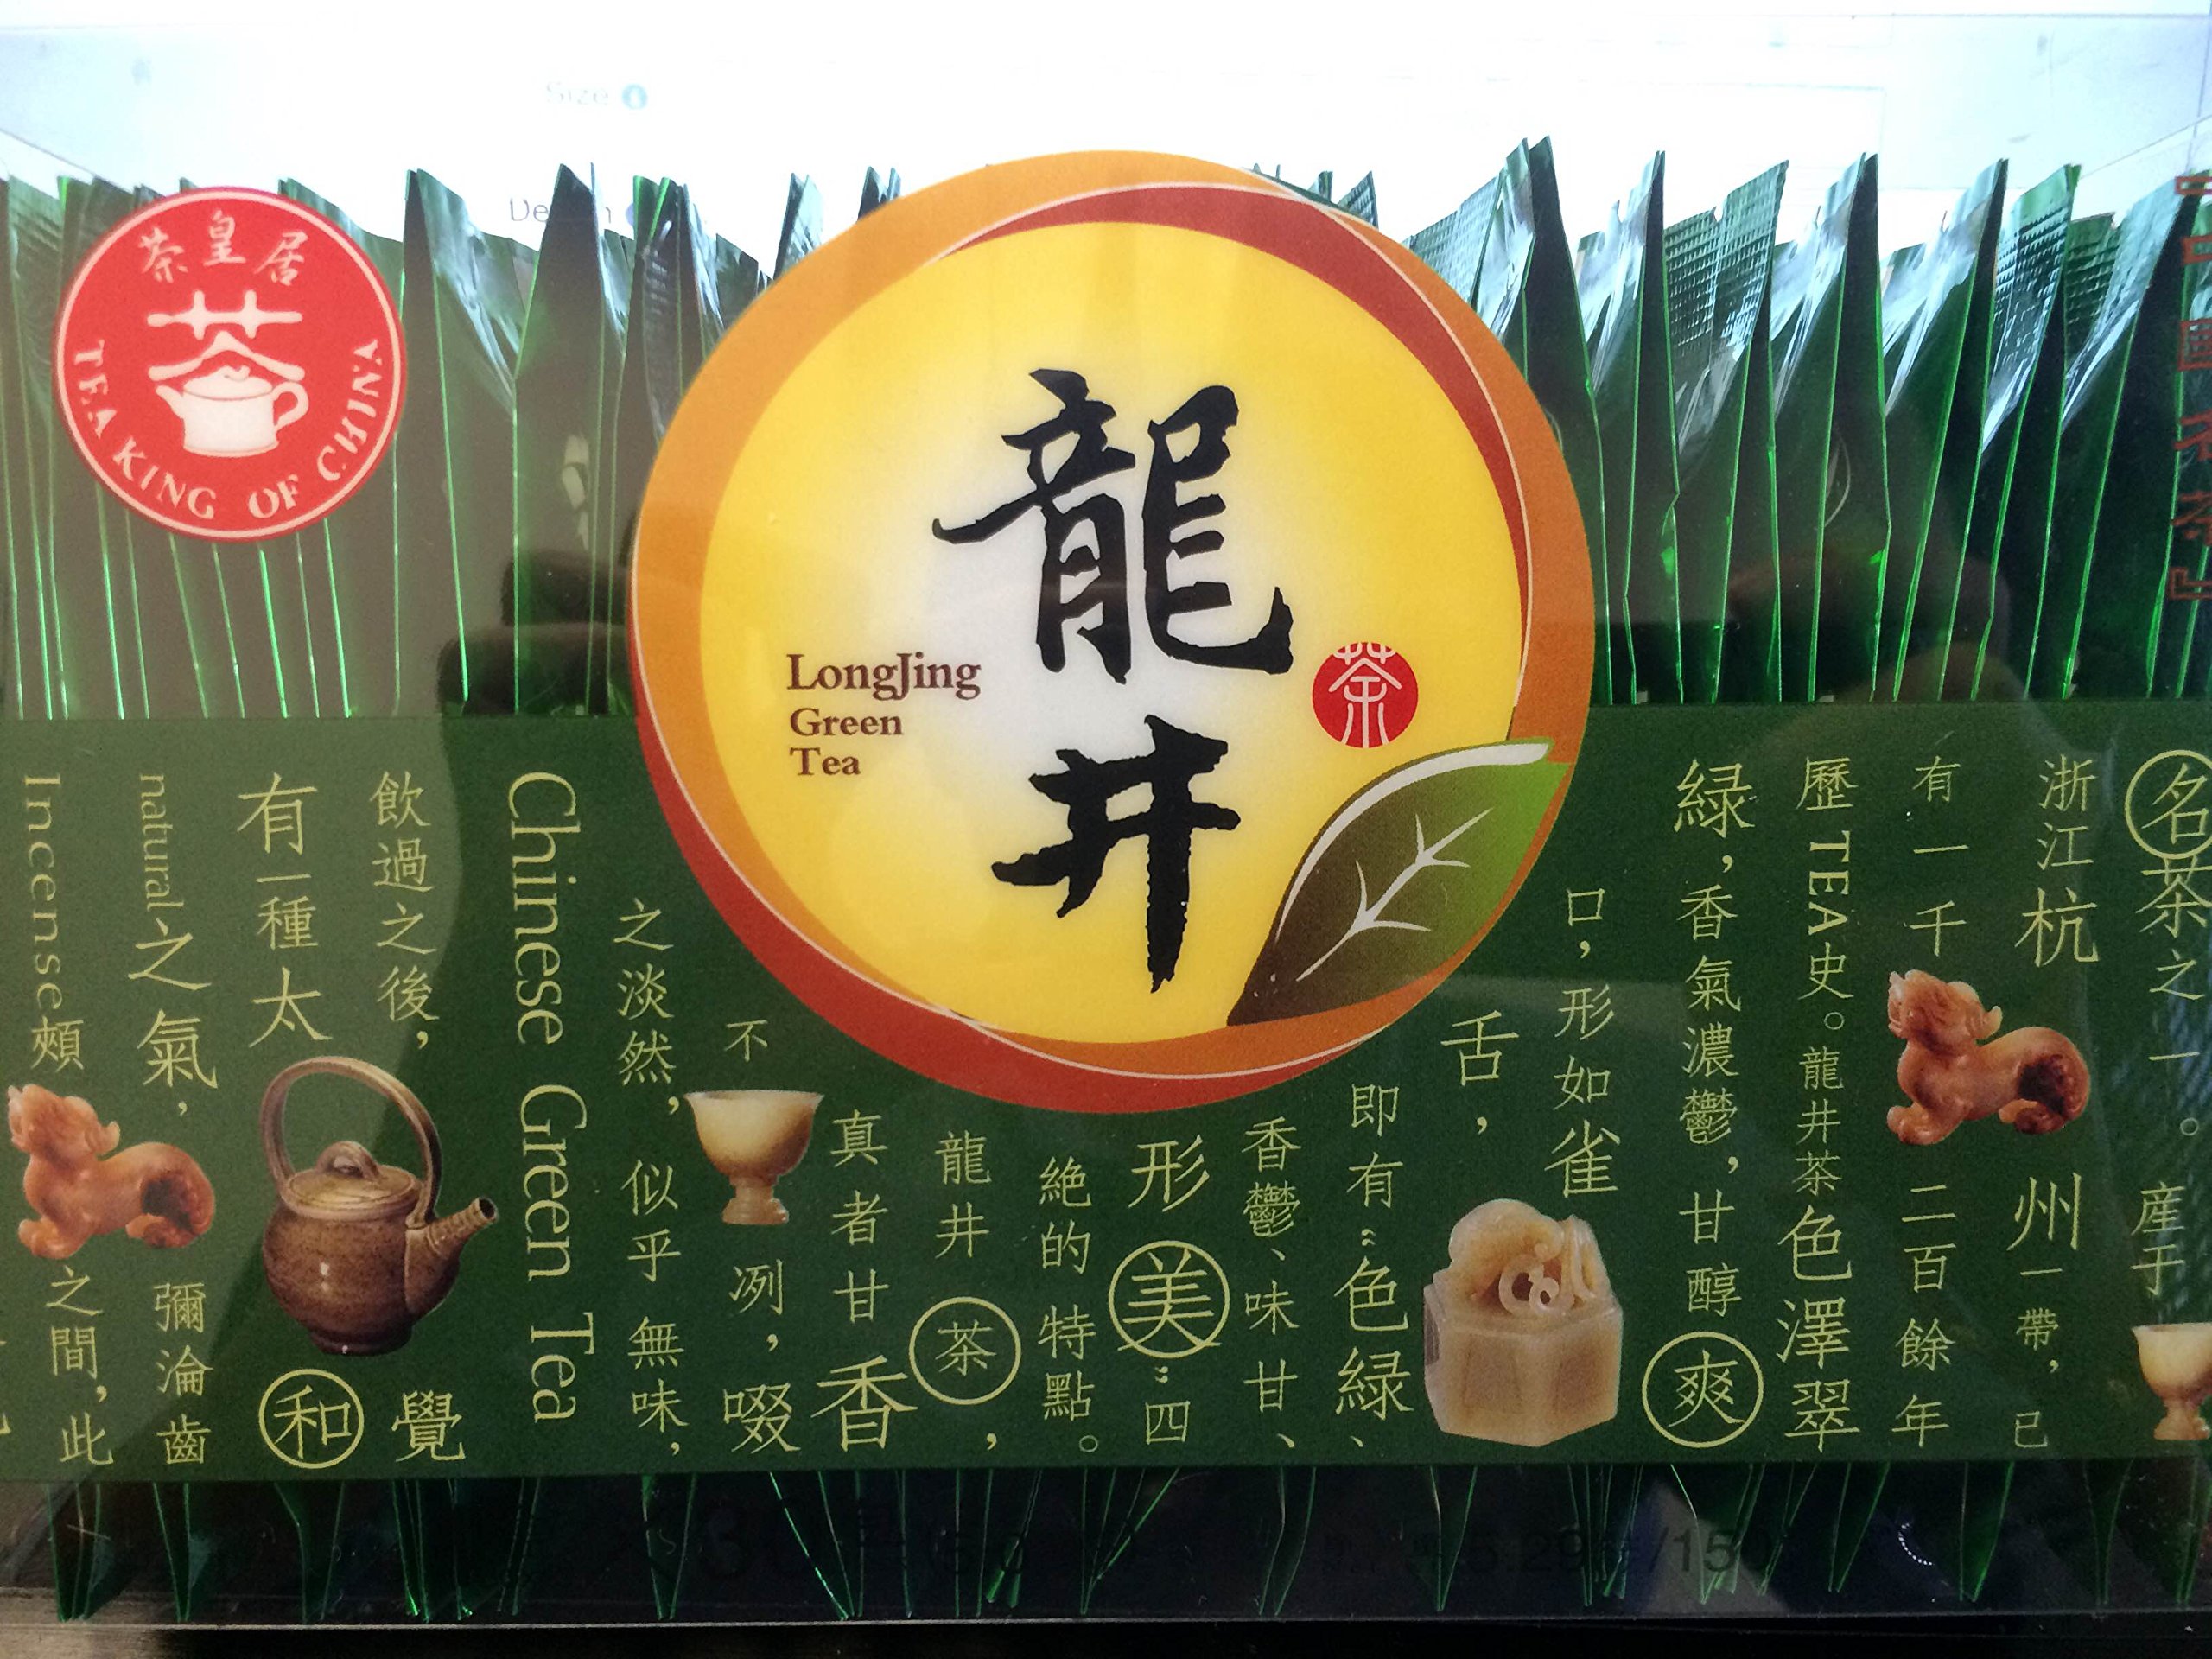 Size
茶皇居
茶
TEA KING OF CHINA
龍井
LongJing
Green
Tea
茶
名茶之一。産于
浙江杭州一帶，已
有一千二百餘年
歷TEA史。龍井茶色澤翠
緑，香氣濃鬱，甘醇爽
口，形如雀
舌，
即有“色緑、
香鬱、味甘、
形美“四
絶的特點。
龍井茶，
真者甘香
不冽，啜
之淡然，似乎無味，
Chinese Green Tea
飲過之後，覺
有一種太和
natural之氣，彌淪齒
Incense頰之間，此